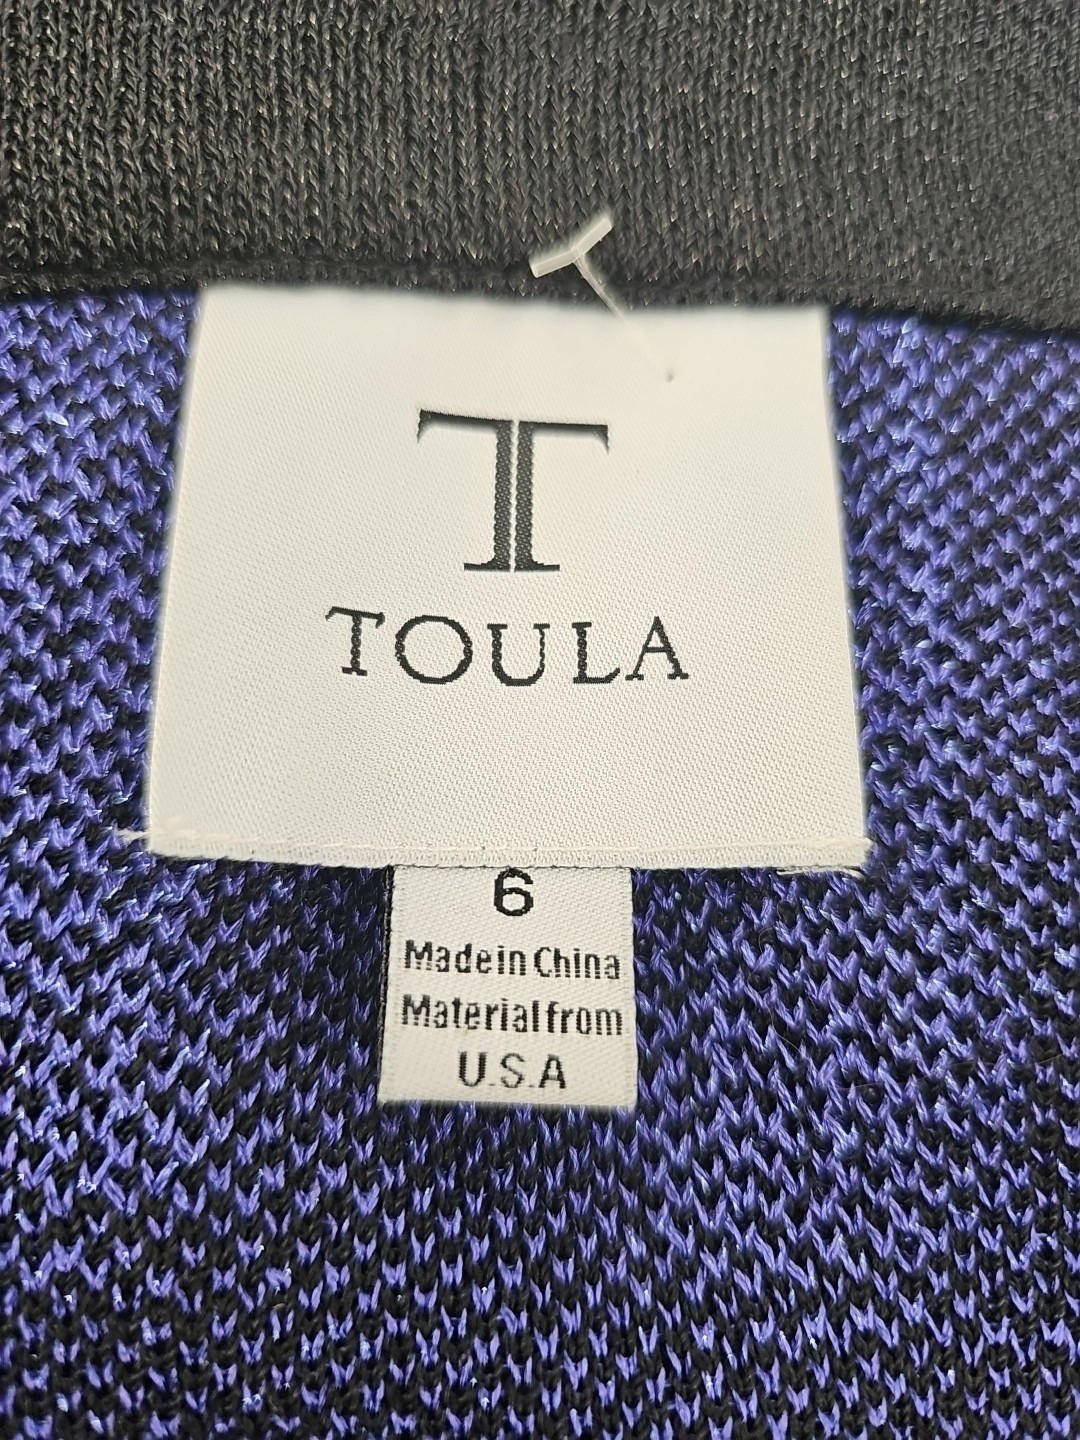 T
TOULA
6
Made in China
Material from
U.S.A